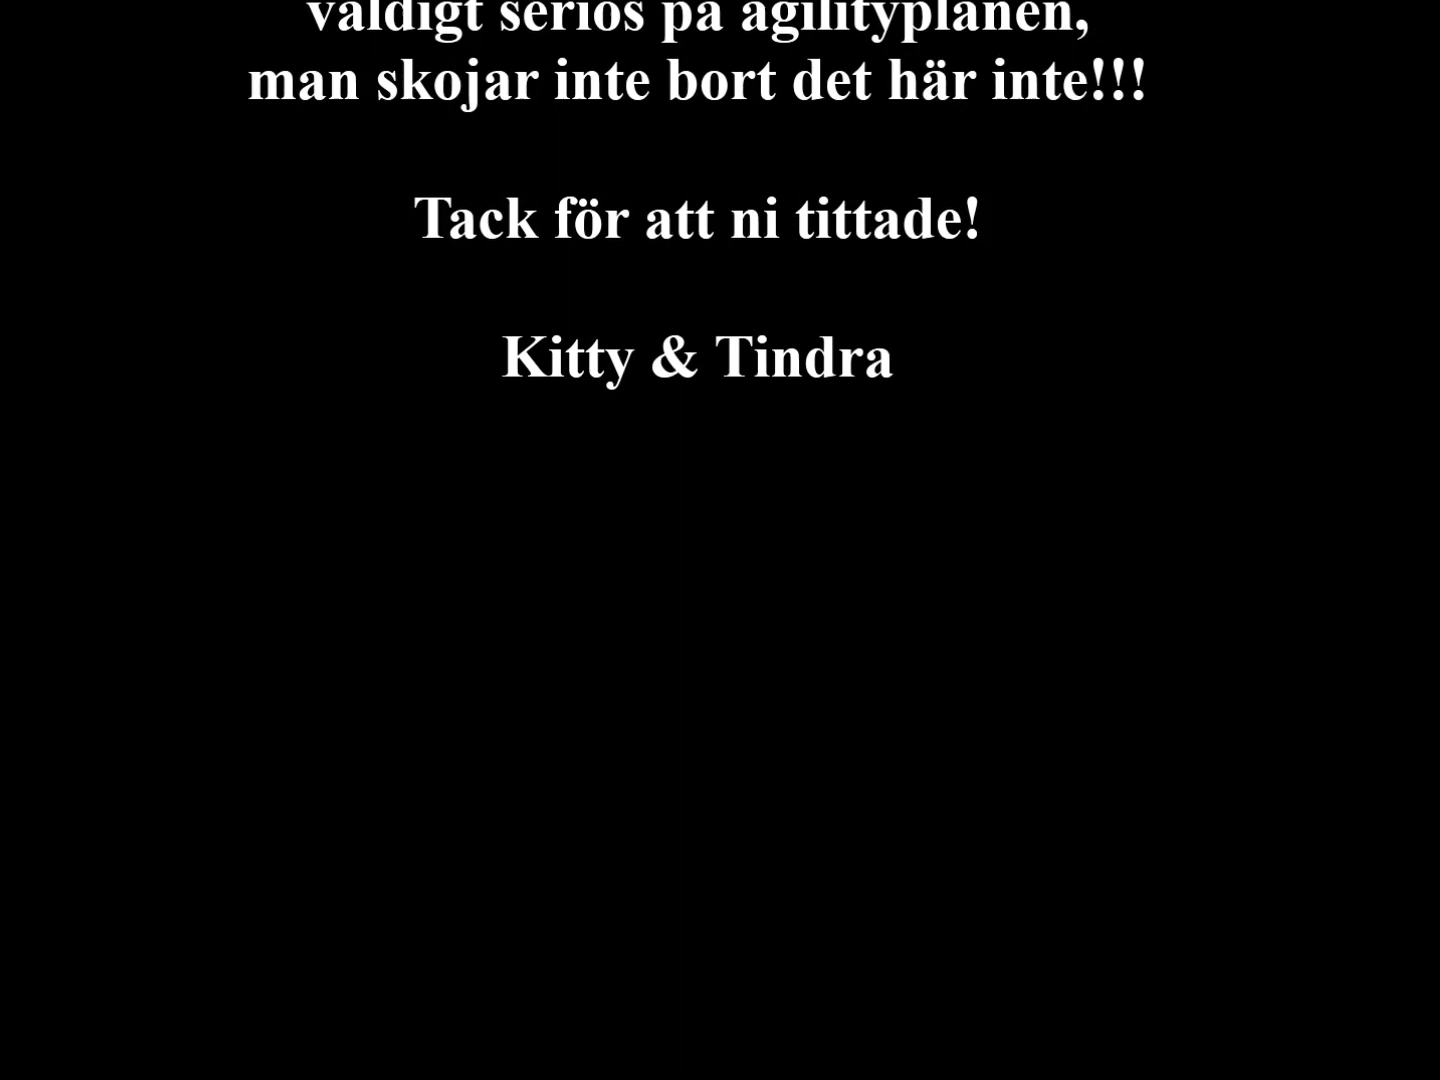 väldigt seriös på agilityplanen,
man skojar inte bort det här inte!!!
Tack för att ni tittade!
Kitty & Tindra